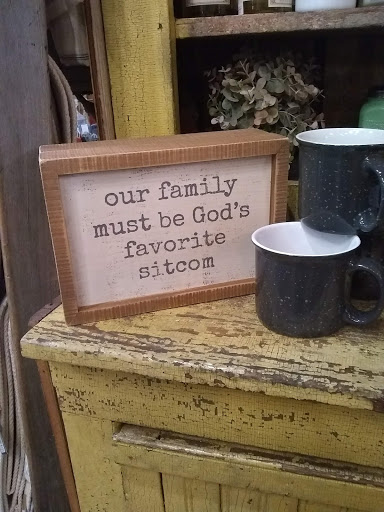 our family
must be God's
favorite
sitcom